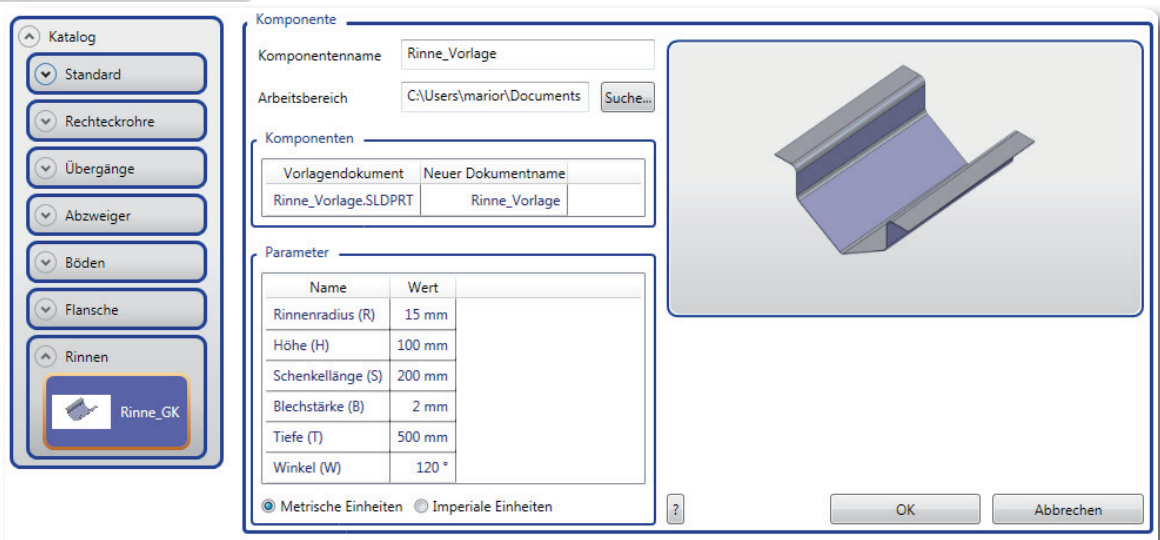 Katalog
Standard
Rechteckrohre
Übergänge
Abzweiger
Böden
Flansche
Rinnen
Rinne_GK
Komponente
Komponentenname Rinne_Vorlage
Arbeitsbereich C:\Users\marior\Documents Suche...
Komponenten
Vorlagendokument Neuer Dokumentname
Rinne_Vorlage.SLDPRT Rinne_Vorlage
Parameter
Name Wert
Rinnenradius (R) 15 mm
Höhe (H) 100 mm
Schenkellänge (S) 200 mm
Blechstärke (B) 2 mm
Tiefe (T) 500 mm
Winkel (W) 120 °
Metrische Einheiten Imperiale Einheiten
? OK Abbrechen